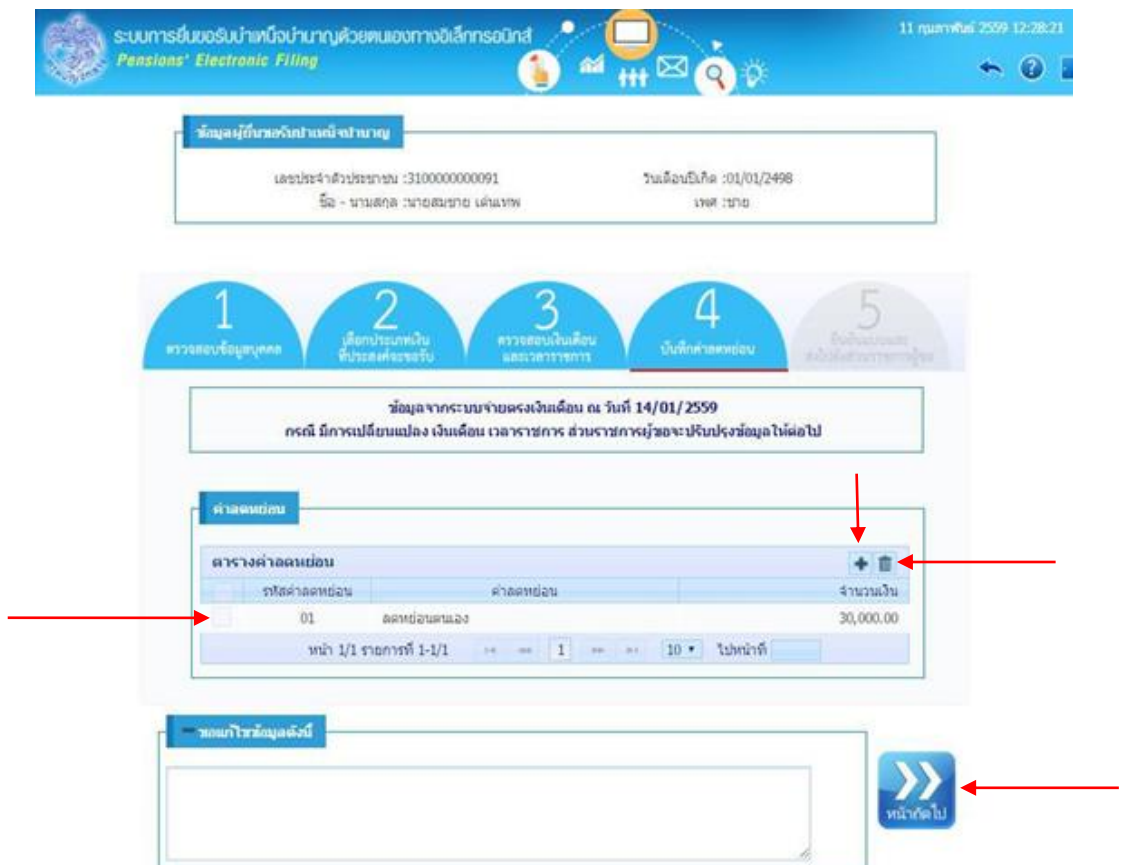 ระบบการยื่นขอรับบำเหน็จบำนาญด้วยตนเองทางอิเล็กทรอนิกส์
Pensions' Electronic Filing
11 กุมภาพันธ์ 2559 12:28:21
ข้อมูลผู้ยื่นขอรับบำเหน็จบำนาญ
เลขประจำตัวประชาชน :3100000000091
วันเดือนปีเกิด :01/01/2498
ชื่อ - นามสกุล :นายสมชาย เด่นเทพ
เพศ :ชาย
1
ตรวจสอบข้อมูลบุคคล
2
เลือกประเภทเงิน
ที่ประสงค์จะขอรับ
3
ตรวจสอบเงินเดือน
และเวลาราชการ
4
บันทึกค่าลดหย่อน
5
ยืนยันแบบและ
ข้อมูลจากระบบจ่ายตรงเงินเดือน ณ วันที่ 14/01/2559
กรณี มีการเปลี่ยนแปลง เงินเดือน เวลาราชการ ส่วนราชการผู้ขอจะปรับปรุงข้อมูลให้ต่อไป
ค่าลดหย่อน
ตารางค่าลดหย่อน
รหัสค่าลดหย่อน ค่าลดหย่อน จำนวนเงิน
01 ลดหย่อนตนเอง 30,000.00
หน้า 1/1 รายการที่ 1-1/1 1 10 ไปหน้าที่
ขอแก้ไขข้อมูลดังนี้
หน้าถัดไป